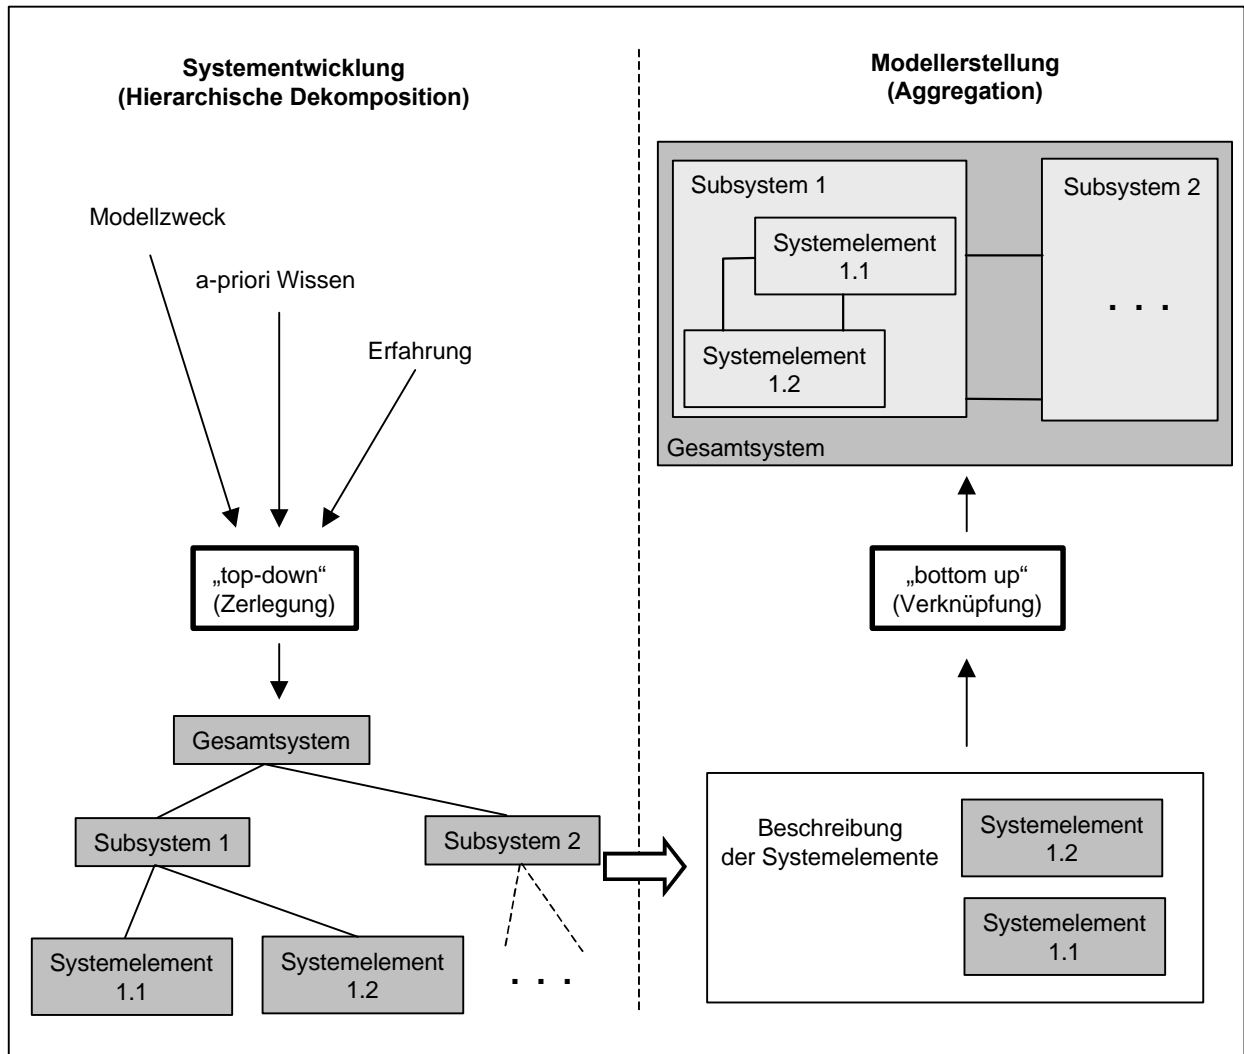 Systementwicklung
(Hierarchische Dekomposition)
Modellzweck
a-priori Wissen
Erfahrung
„top-down“
(Zerlegung)
Gesamtsystem
Subsystem 1
Subsystem 2
Systemelement
1.1
Systemelement
1.2
. . .
Modellerstellung
(Aggregation)
Subsystem 1
Systemelement
1.1
Systemelement
1.2
Subsystem 2
. . .
Gesamtsystem
„bottom up“
(Verknüpfung)
Beschreibung
der Systemelemente
Systemelement
1.2
Systemelement
1.1